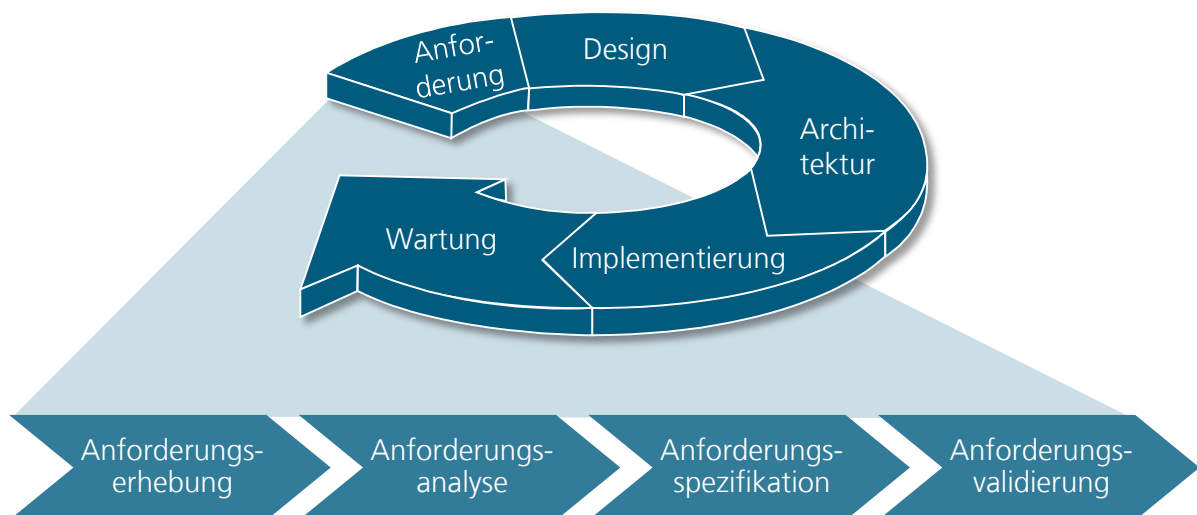 Anfor-
derung
Design
Archi-
tektur
Implementierung
Wartung
Anforderungs-
erhebung
Anforderungs-
analyse
Anforderungs-
spezifikation
Anforderungs-
validierung